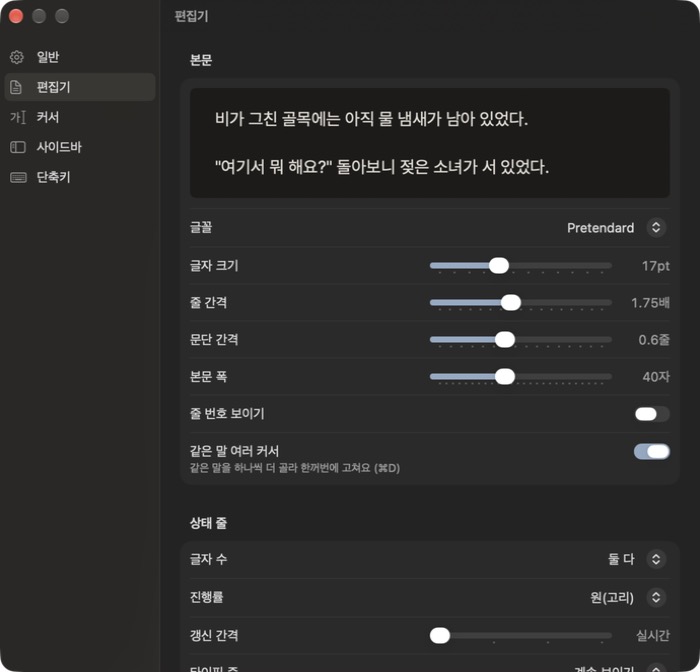 편집기
일반
편집기
커서
사이드바
단축키
본문
비가 그친 골목에는 아직 물 냄새가 남아 있었다.
"여기서 뭐 해요?" 돌아보니 젖은 소녀가 서 있었다.
글꼴 Pretendard
글자 크기 17pt
줄 간격 1.75배
문단 간격 0.6줄
본문 폭 40자
줄 번호 보이기
같은 말 여러 커서
같은 말을 하나씩 더 골라 한꺼번에 고쳐요 (⌘D)
상태 줄
글자 수 둘 다
진행률 원(고리)
갱신 간격 실시간